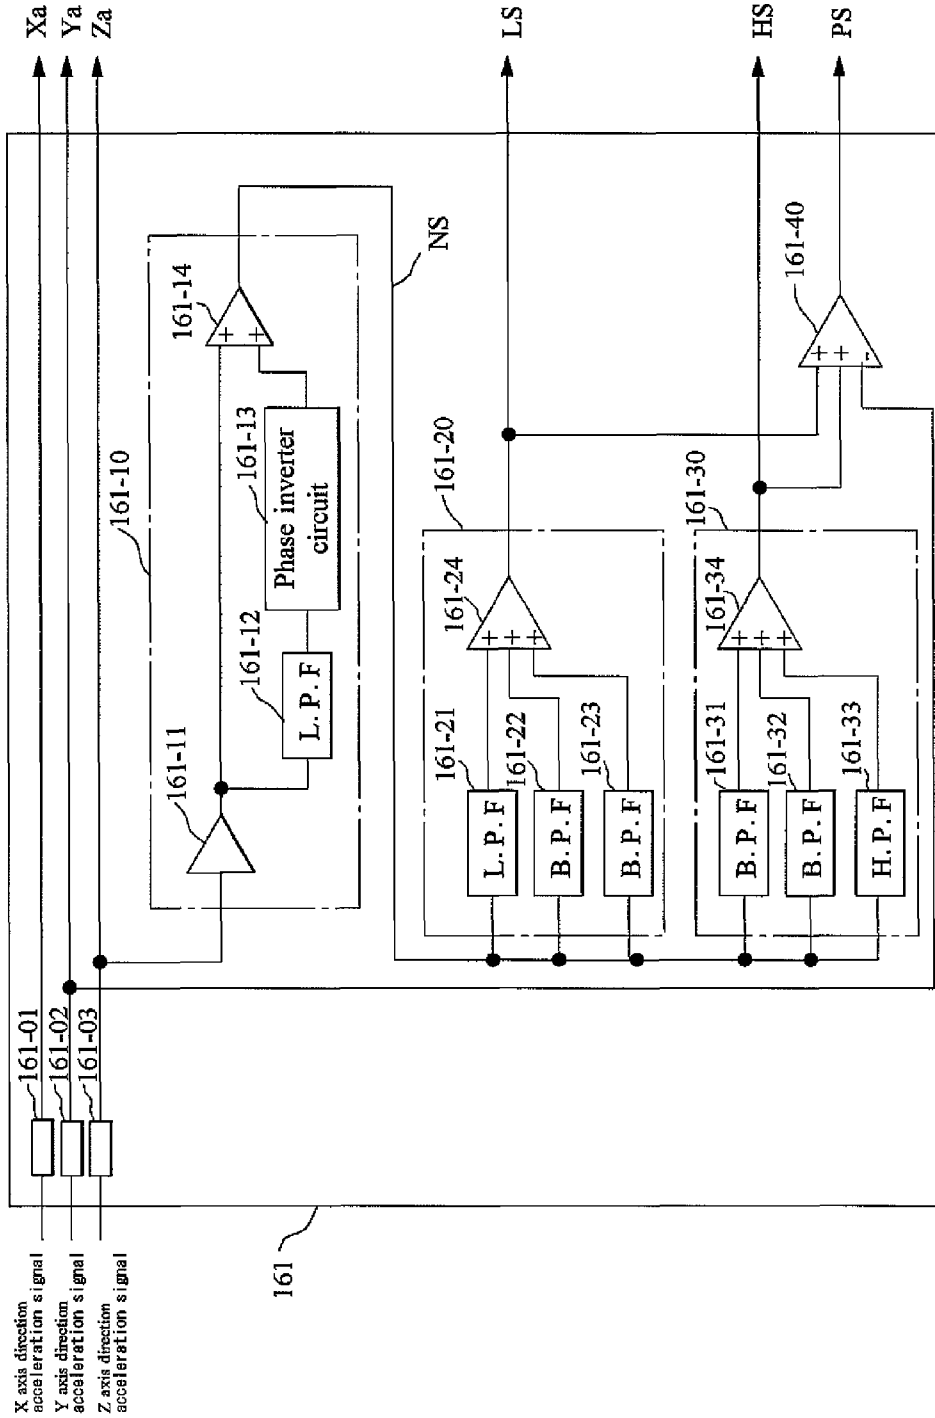 X axis direction
acceleration signal
Y axis direction
acceleration signal
Z axis direction
acceleration signal
161
161-01
161-02
161-03
Xa
Ya
Za
161-10
161-11
161-12
L. P. F
161-13
Phase inverter
circuit
161-14
+
+
NS
161-20
161-21
L. P. F
161-22
B. P. F
161-23
B. P. F
161-24
+
+
+
LS
161-30
161-31
B. P. F
161-32
B. P. F
161-33
H. P. F
161-34
+
+
+
HS
161-40
+
+
-
PS